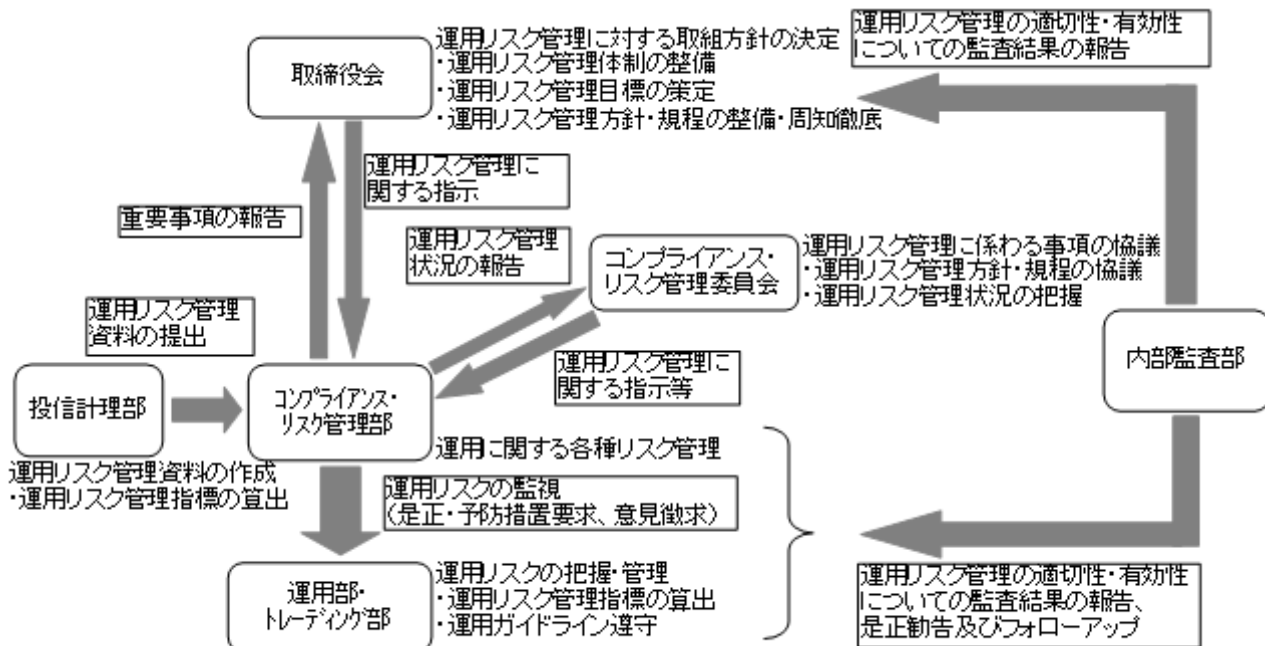 運用リスク管理に対する取組方針の決定
・運用リスク管理体制の整備
・運用リスク管理目標の策定
・運用リスク管理方針・規程の整備・周知徹底
取締役会
運用リスク管理の適切性・有効性
についての監査結果の報告
運用リスク管理に
関する指示
重要事項の報告
運用リスク管理
状況の報告
コンプライアンス・
リスク管理委員会
運用リスク管理に係わる事項の協議
・運用リスク管理方針・規程の協議
・運用リスク管理状況の把握
運用リスク管理
資料の提出
内部監査部
運用リスク管理に
関する指示等
投信計理部
コンプライアンス・
リスク管理部
運用に関する各種リスク管理
運用リスク管理資料の作成
・運用リスク管理指標の算出
運用リスクの監視
(是正・予防措置要求、意見徴求)
運用部・
トレーディング部
運用リスクの把握・管理
・運用リスク管理指標の算出
・運用ガイドライン遵守
運用リスク管理の適切性・有効性
についての監査結果の報告、
是正勧告及びフォローアップ